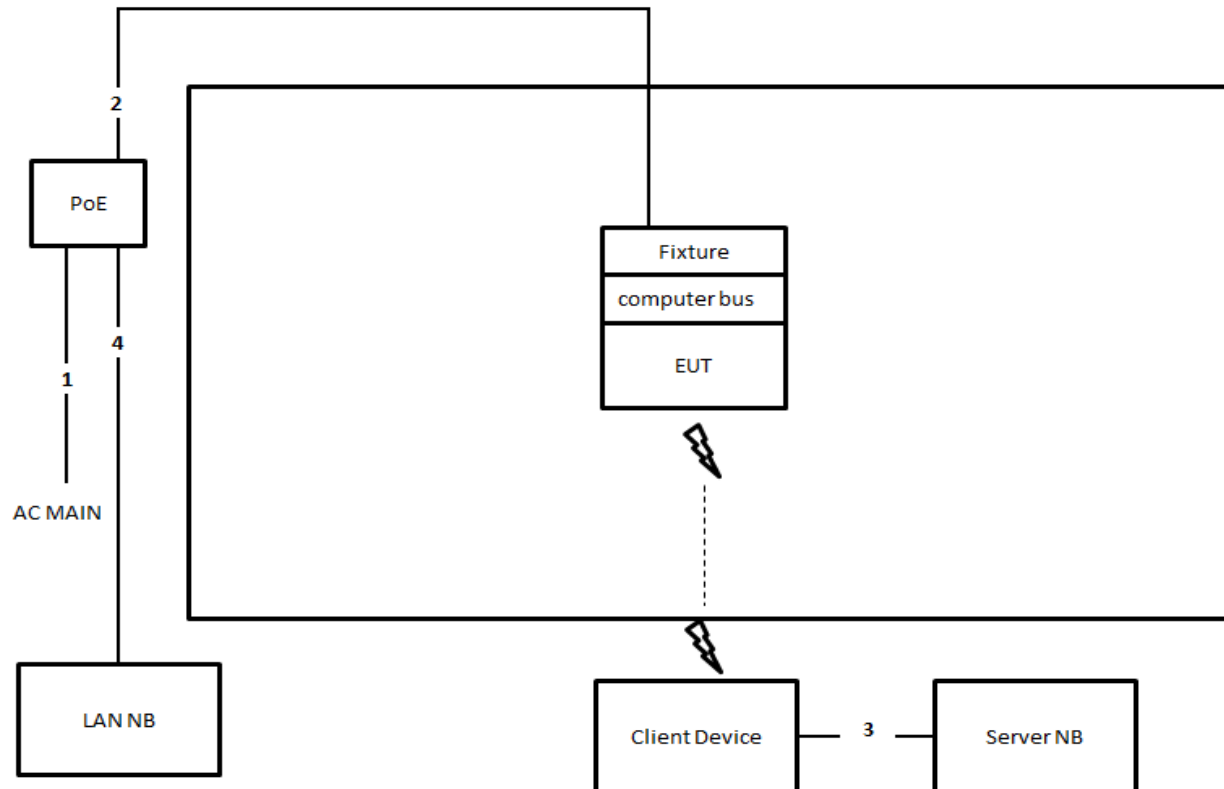 2
PoE
Fixture
computer bus
EUT
4
1
AC MAIN
LAN NB
Client Device
3
Server NB